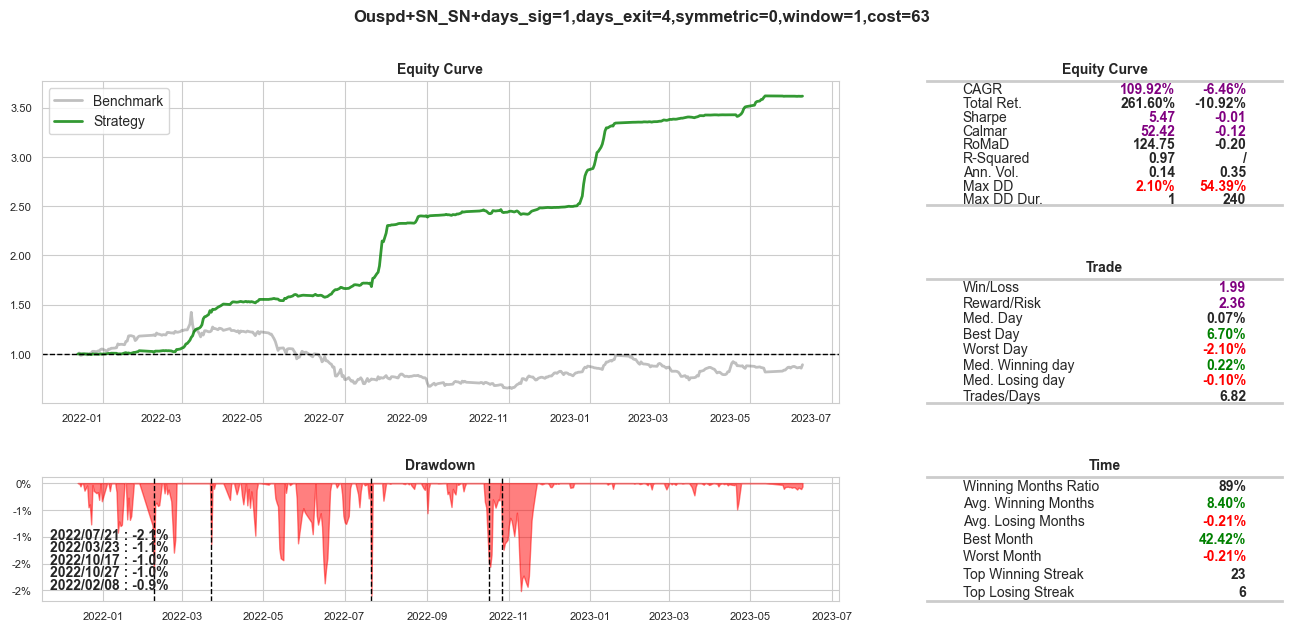 Ouspd+SN_SN+days_sig=1,days_exit=4,symmetric=0,window=1,cost=63
Equity Curve
Benchmark
Strategy
3.50
3.00
2.50
2.00
1.50
1.00
2022-01 2022-03 2022-05 2022-07 2022-09 2022-11 2023-01 2023-03 2023-05 2023-07
Equity Curve
CAGR 109.92% -6.46%
Total Ret. 261.60% -10.92%
Sharpe 5.47 -0.01
Calmar 52.42 -0.12
RoMaD 124.75 -0.20
R-Squared 0.97 /
Ann. Vol. 0.14 0.35
Max DD 2.10% 54.39%
Max DD Dur. 1 240
Trade
Win/Loss 1.99
Reward/Risk 2.36
Med. Day 0.07%
Best Day 6.70%
Worst Day -2.10%
Med. Winning day 0.22%
Med. Losing day -0.10%
Trades/Days 6.82
Drawdown
0%
-1%
-1%
-2%
-2%
2022/07/21 : -2.1%
2022/03/23 : -1.1%
2022/10/17 : -1.0%
2022/10/27 : -1.0%
2022/02/08 : -0.9%
2022-01 2022-03 2022-05 2022-07 2022-09 2022-11 2023-01 2023-03 2023-05 2023-07
Time
Winning Months Ratio 89%
Avg. Winning Months 8.40%
Avg. Losing Months -0.21%
Best Month 42.42%
Worst Month -0.21%
Top Winning Streak 23
Top Losing Streak 6